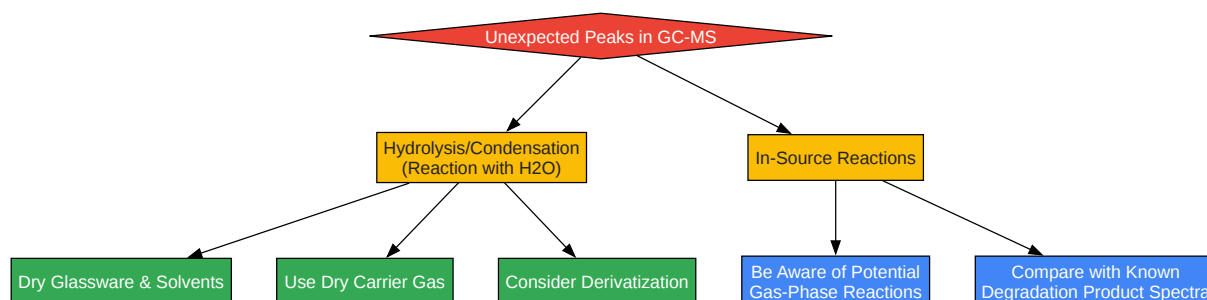 Unexpected Peaks in GC-MS
Hydrolysis/Condensation
(Reaction with H2O)
In-Source Reactions
Dry Glassware & Solvents
Use Dry Carrier Gas
Consider Derivatization
Be Aware of Potential
Gas-Phase Reactions
Compare with Known
Degradation Product Spectra